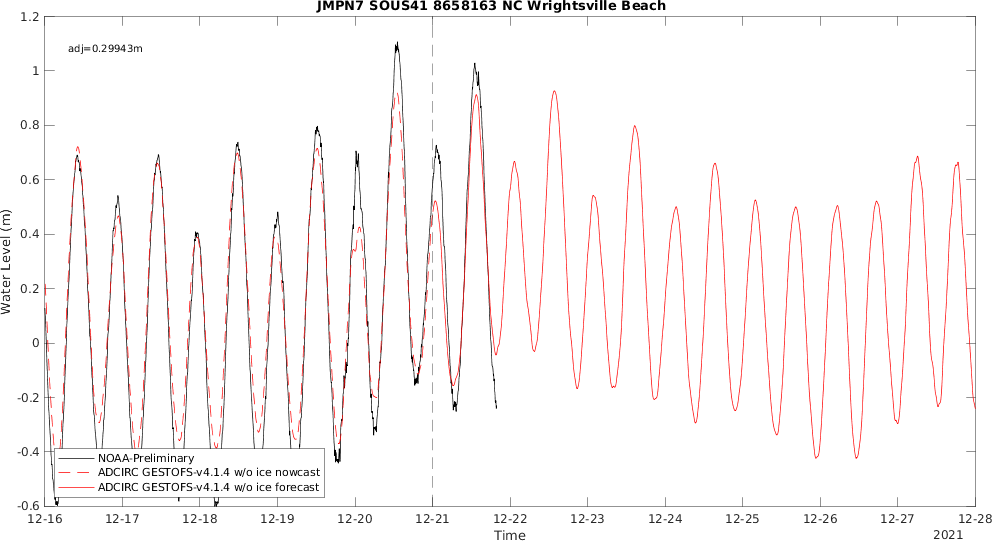 JMPN7 SOUS41 8658163 NC Wrightsville Beach
adj=0.29943m
Water Level (m)
1.2
1
0.8
0.6
0.4
0.2
0
-0.2
-0.4
-0.6
NOAA-Preliminary
ADCIRC GESTOFS-v4.1.4 w/o ice nowcast
ADCIRC GESTOFS-v4.1.4 w/o ice forecast
12-16 12-17 12-18 12-19 12-20 12-21 12-22 12-23 12-24 12-25 12-26 12-27 12-28
Time
2021